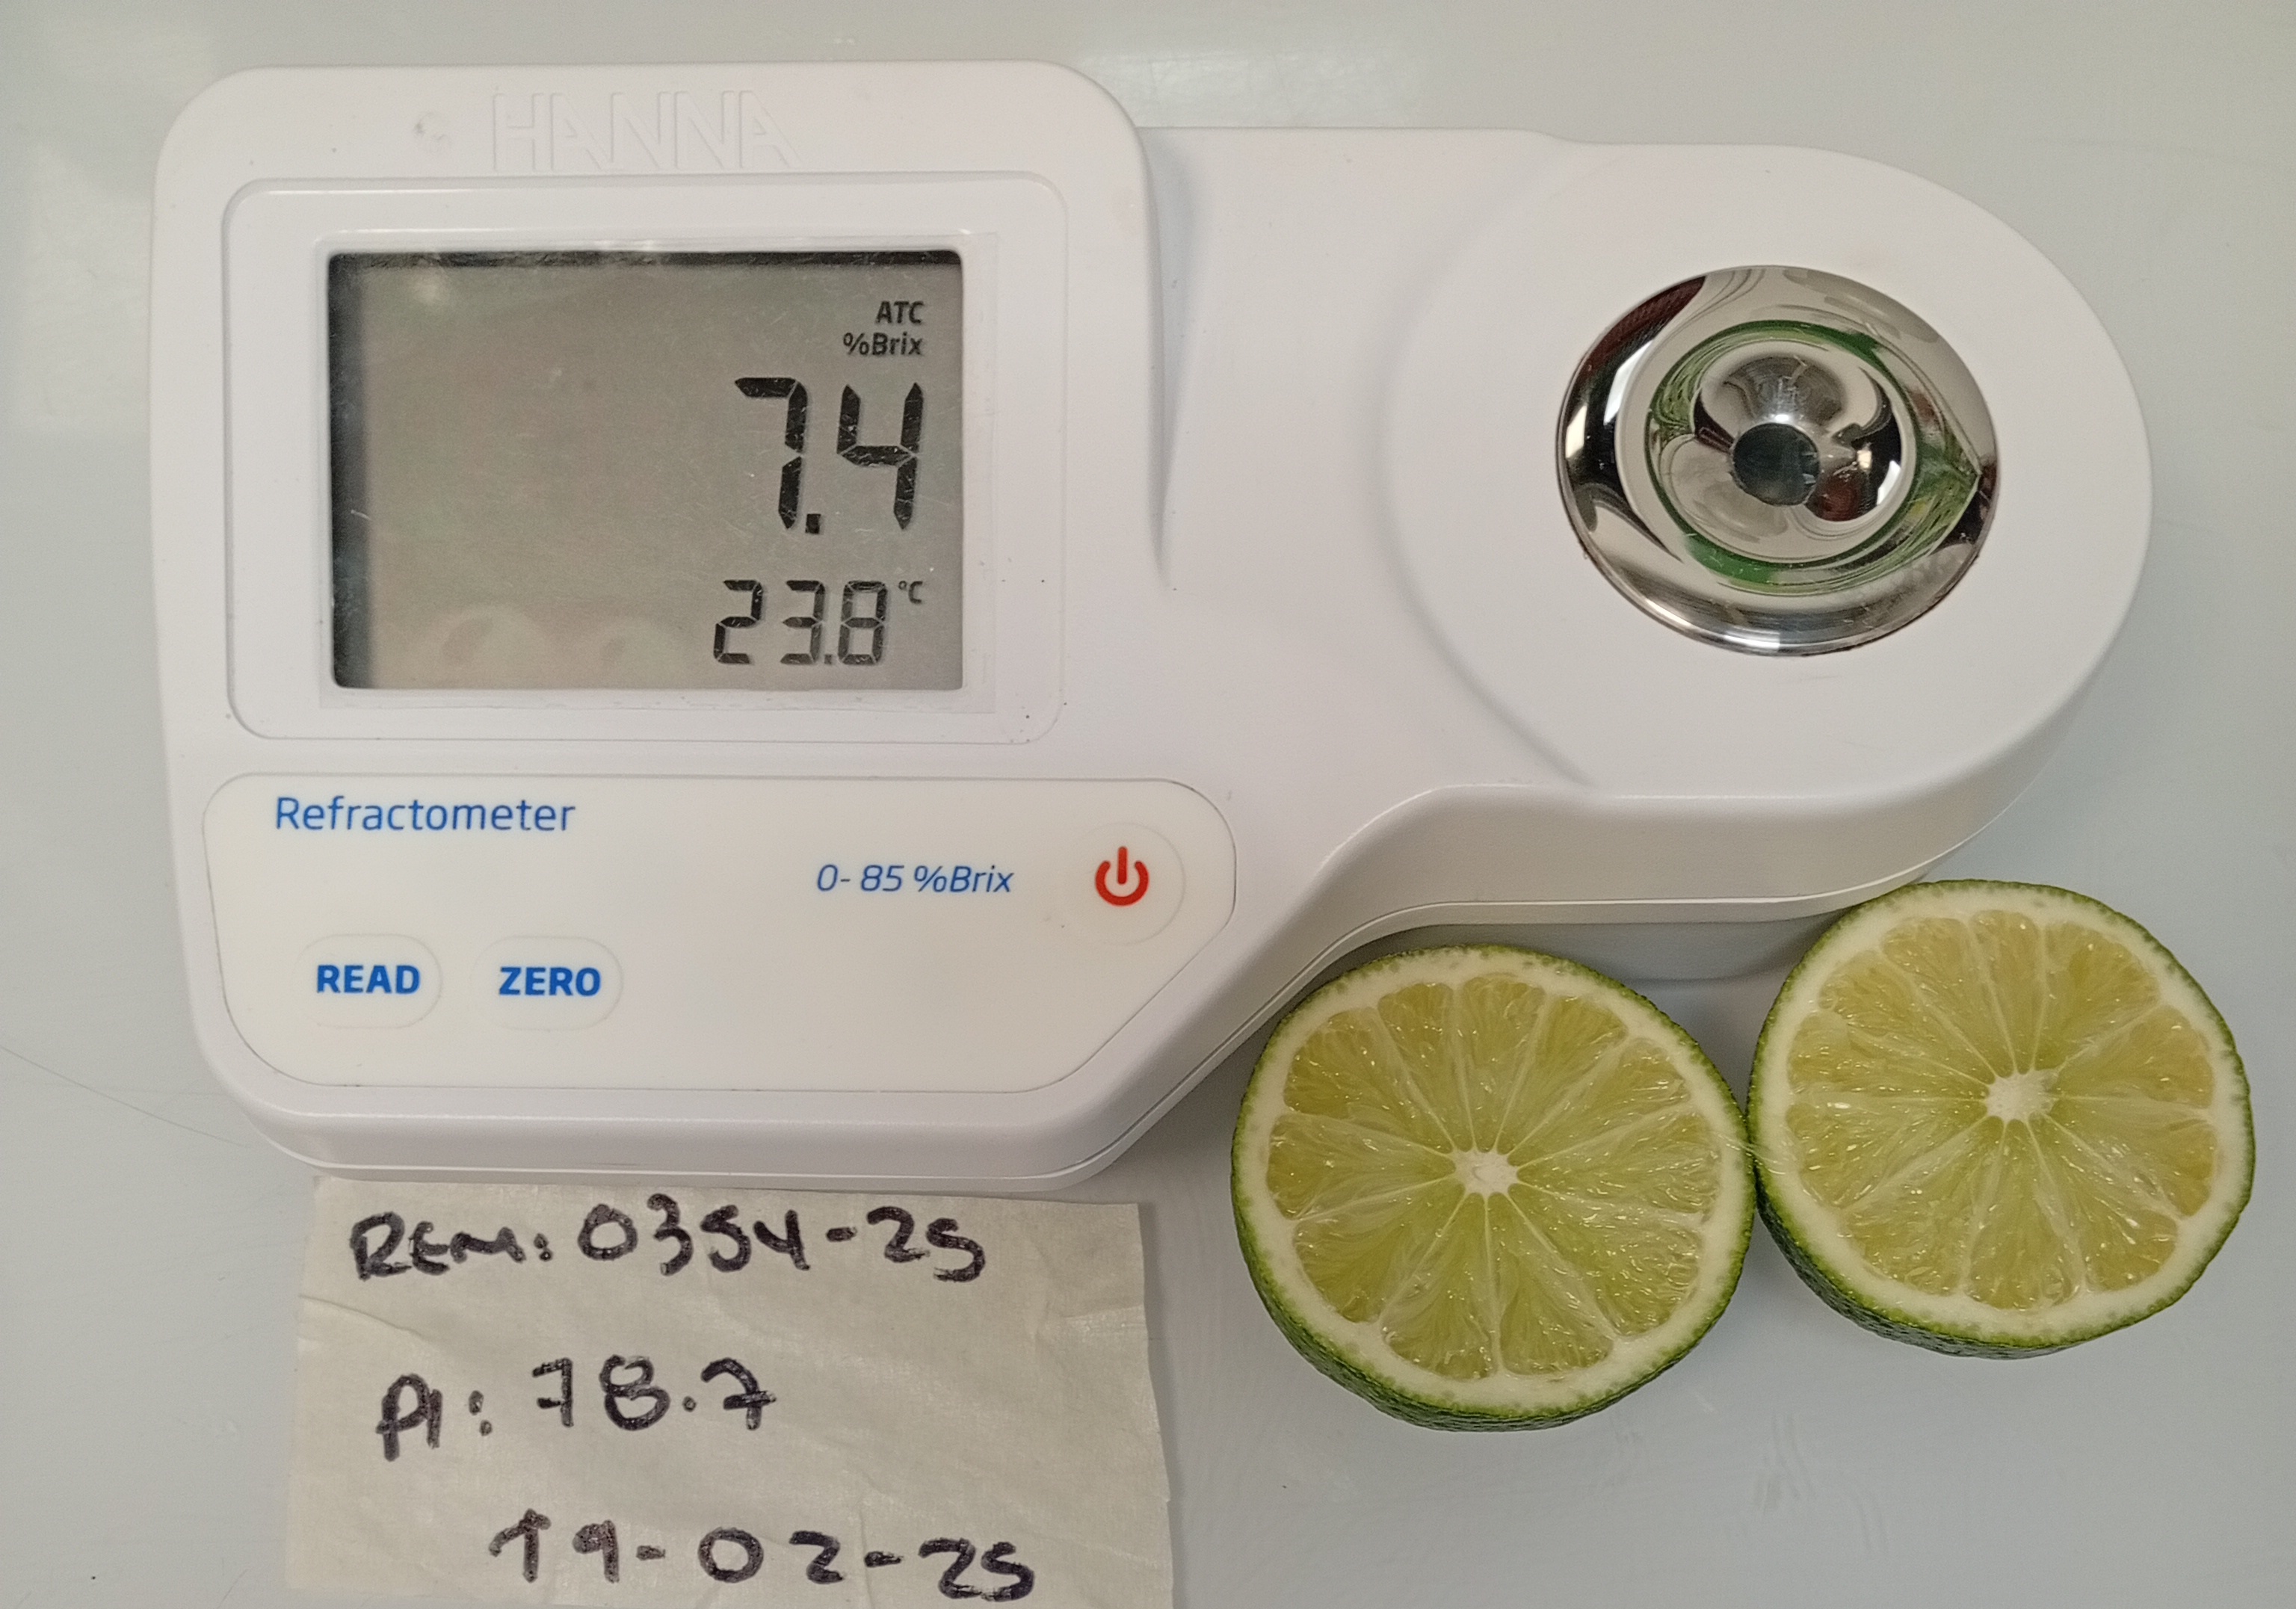 HANNA
ATC
%Brix
7.4
23.8 °C
Refractometer
0- 85 %Brix
READ ZERO
REM: 0354-25
PI: 78.7
19-02-25